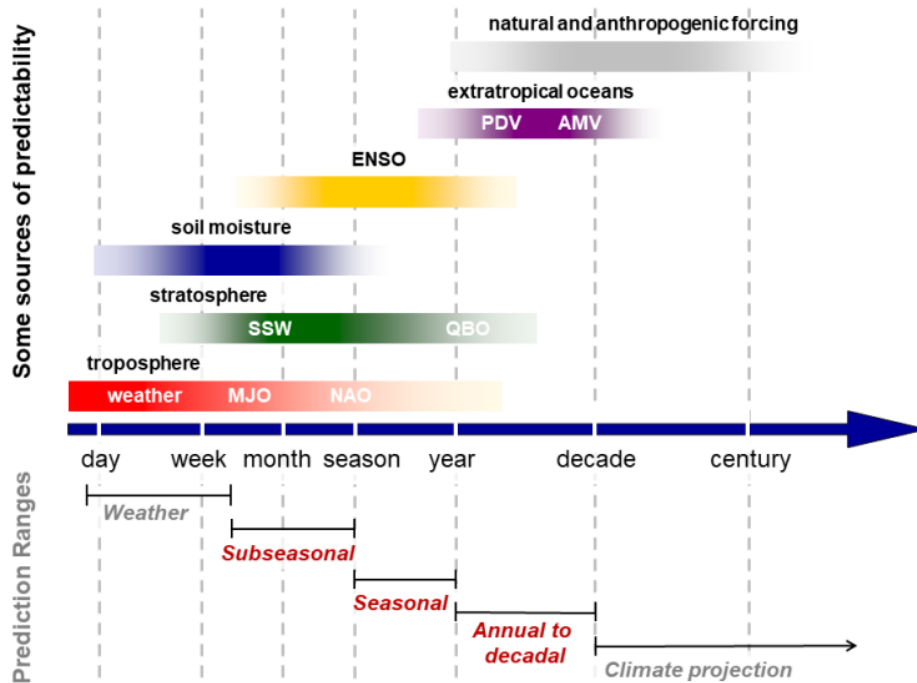 Some sources of predictability
natural and anthropogenic forcing
extratropical oceans
PDV AMV
ENSO
soil moisture
stratosphere
SSW QBO
troposphere
weather MJO NAO
day week month season year decade century
Prediction Ranges
Weather
Subseasonal
Seasonal
Annual to
decadal
Climate projection